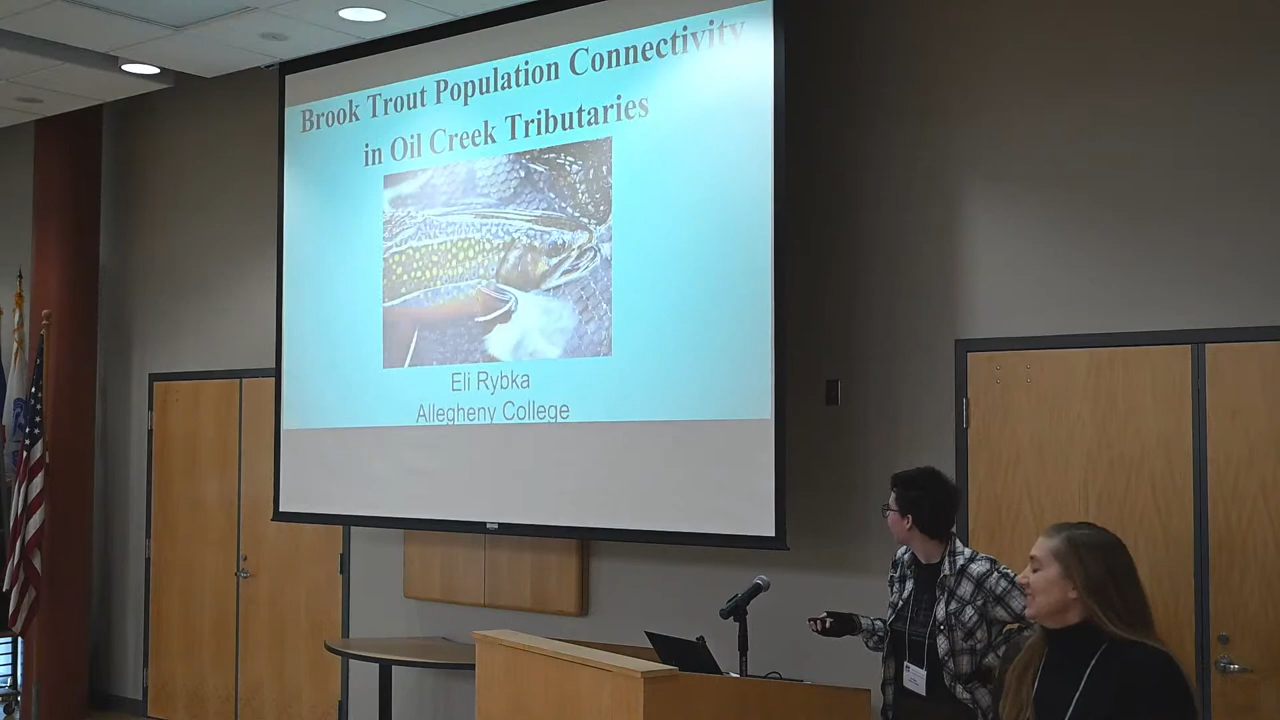 Brook Trout Population Connectivity
in Oil Creek Tributaries
Eli Rybka
Allegheny College